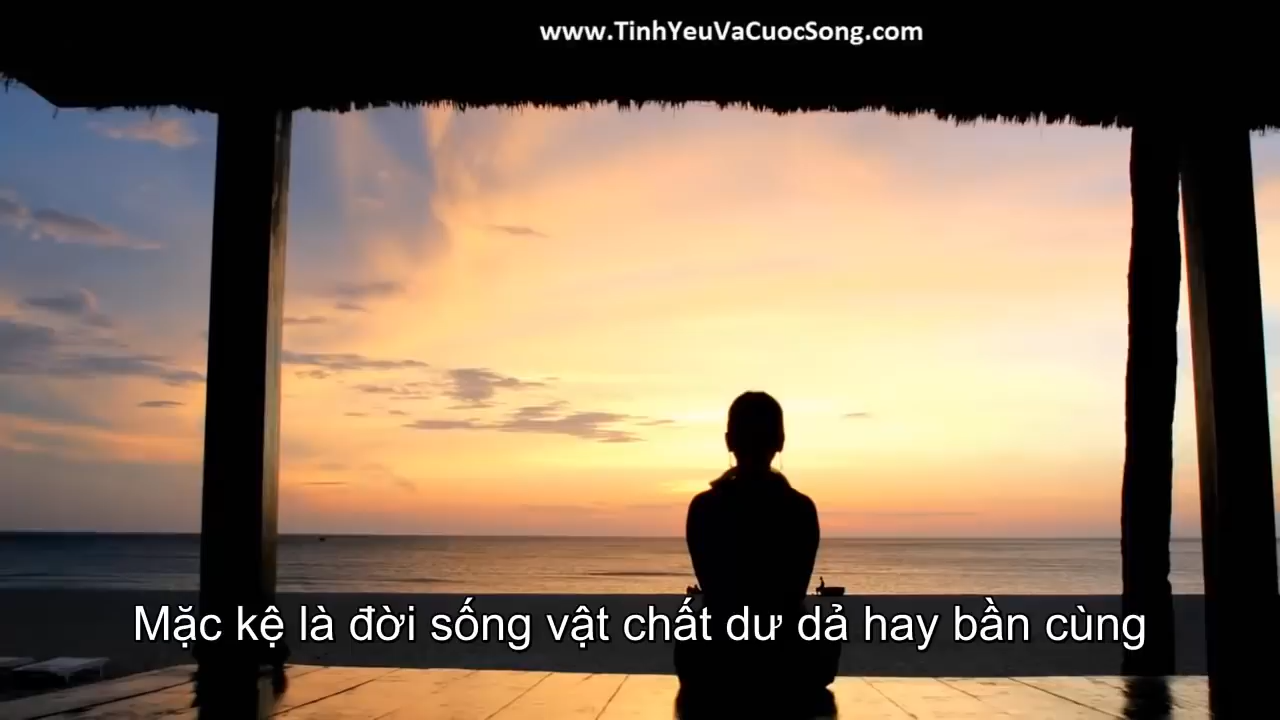 www.TinhYeuVaCuocSong.com
Mặc kệ là đời sống vật chất dư dả hay bần cùng